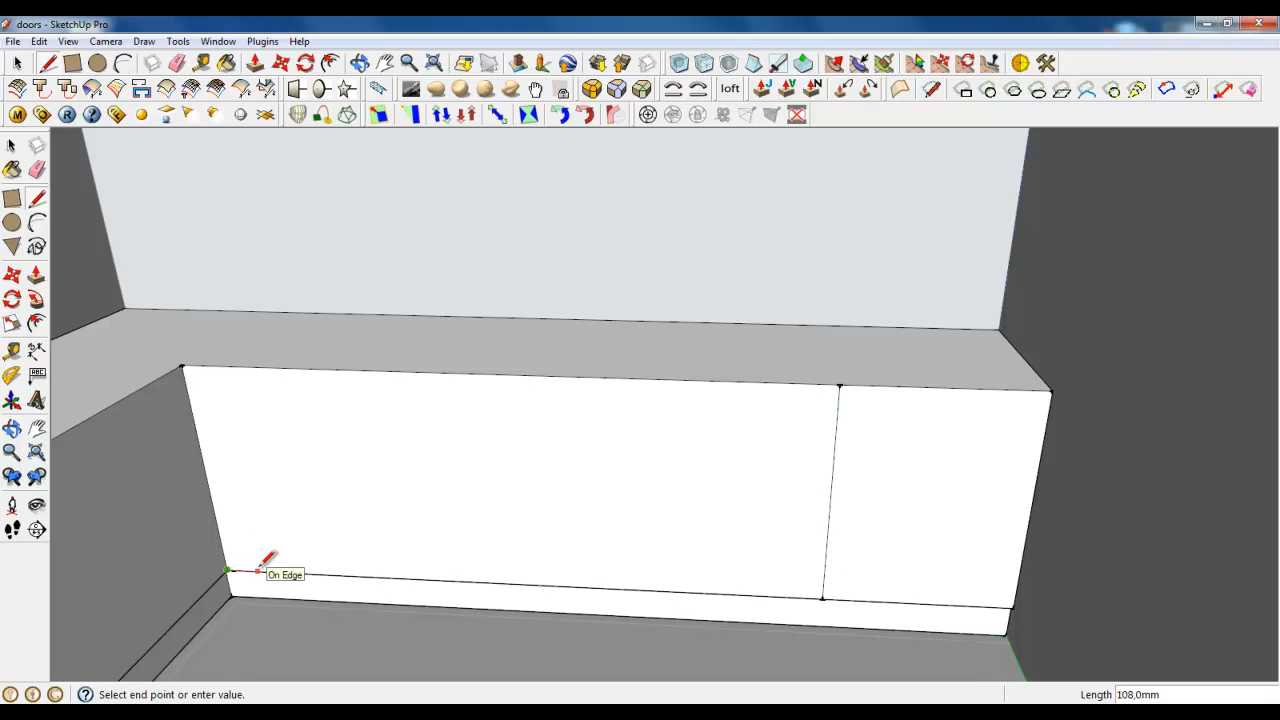 doors - SketchUp Pro
File Edit View Camera Draw Tools Window Plugins Help
loft
M R ?
ABC
On Edge
Select end point or enter value.
Length 108,0mm